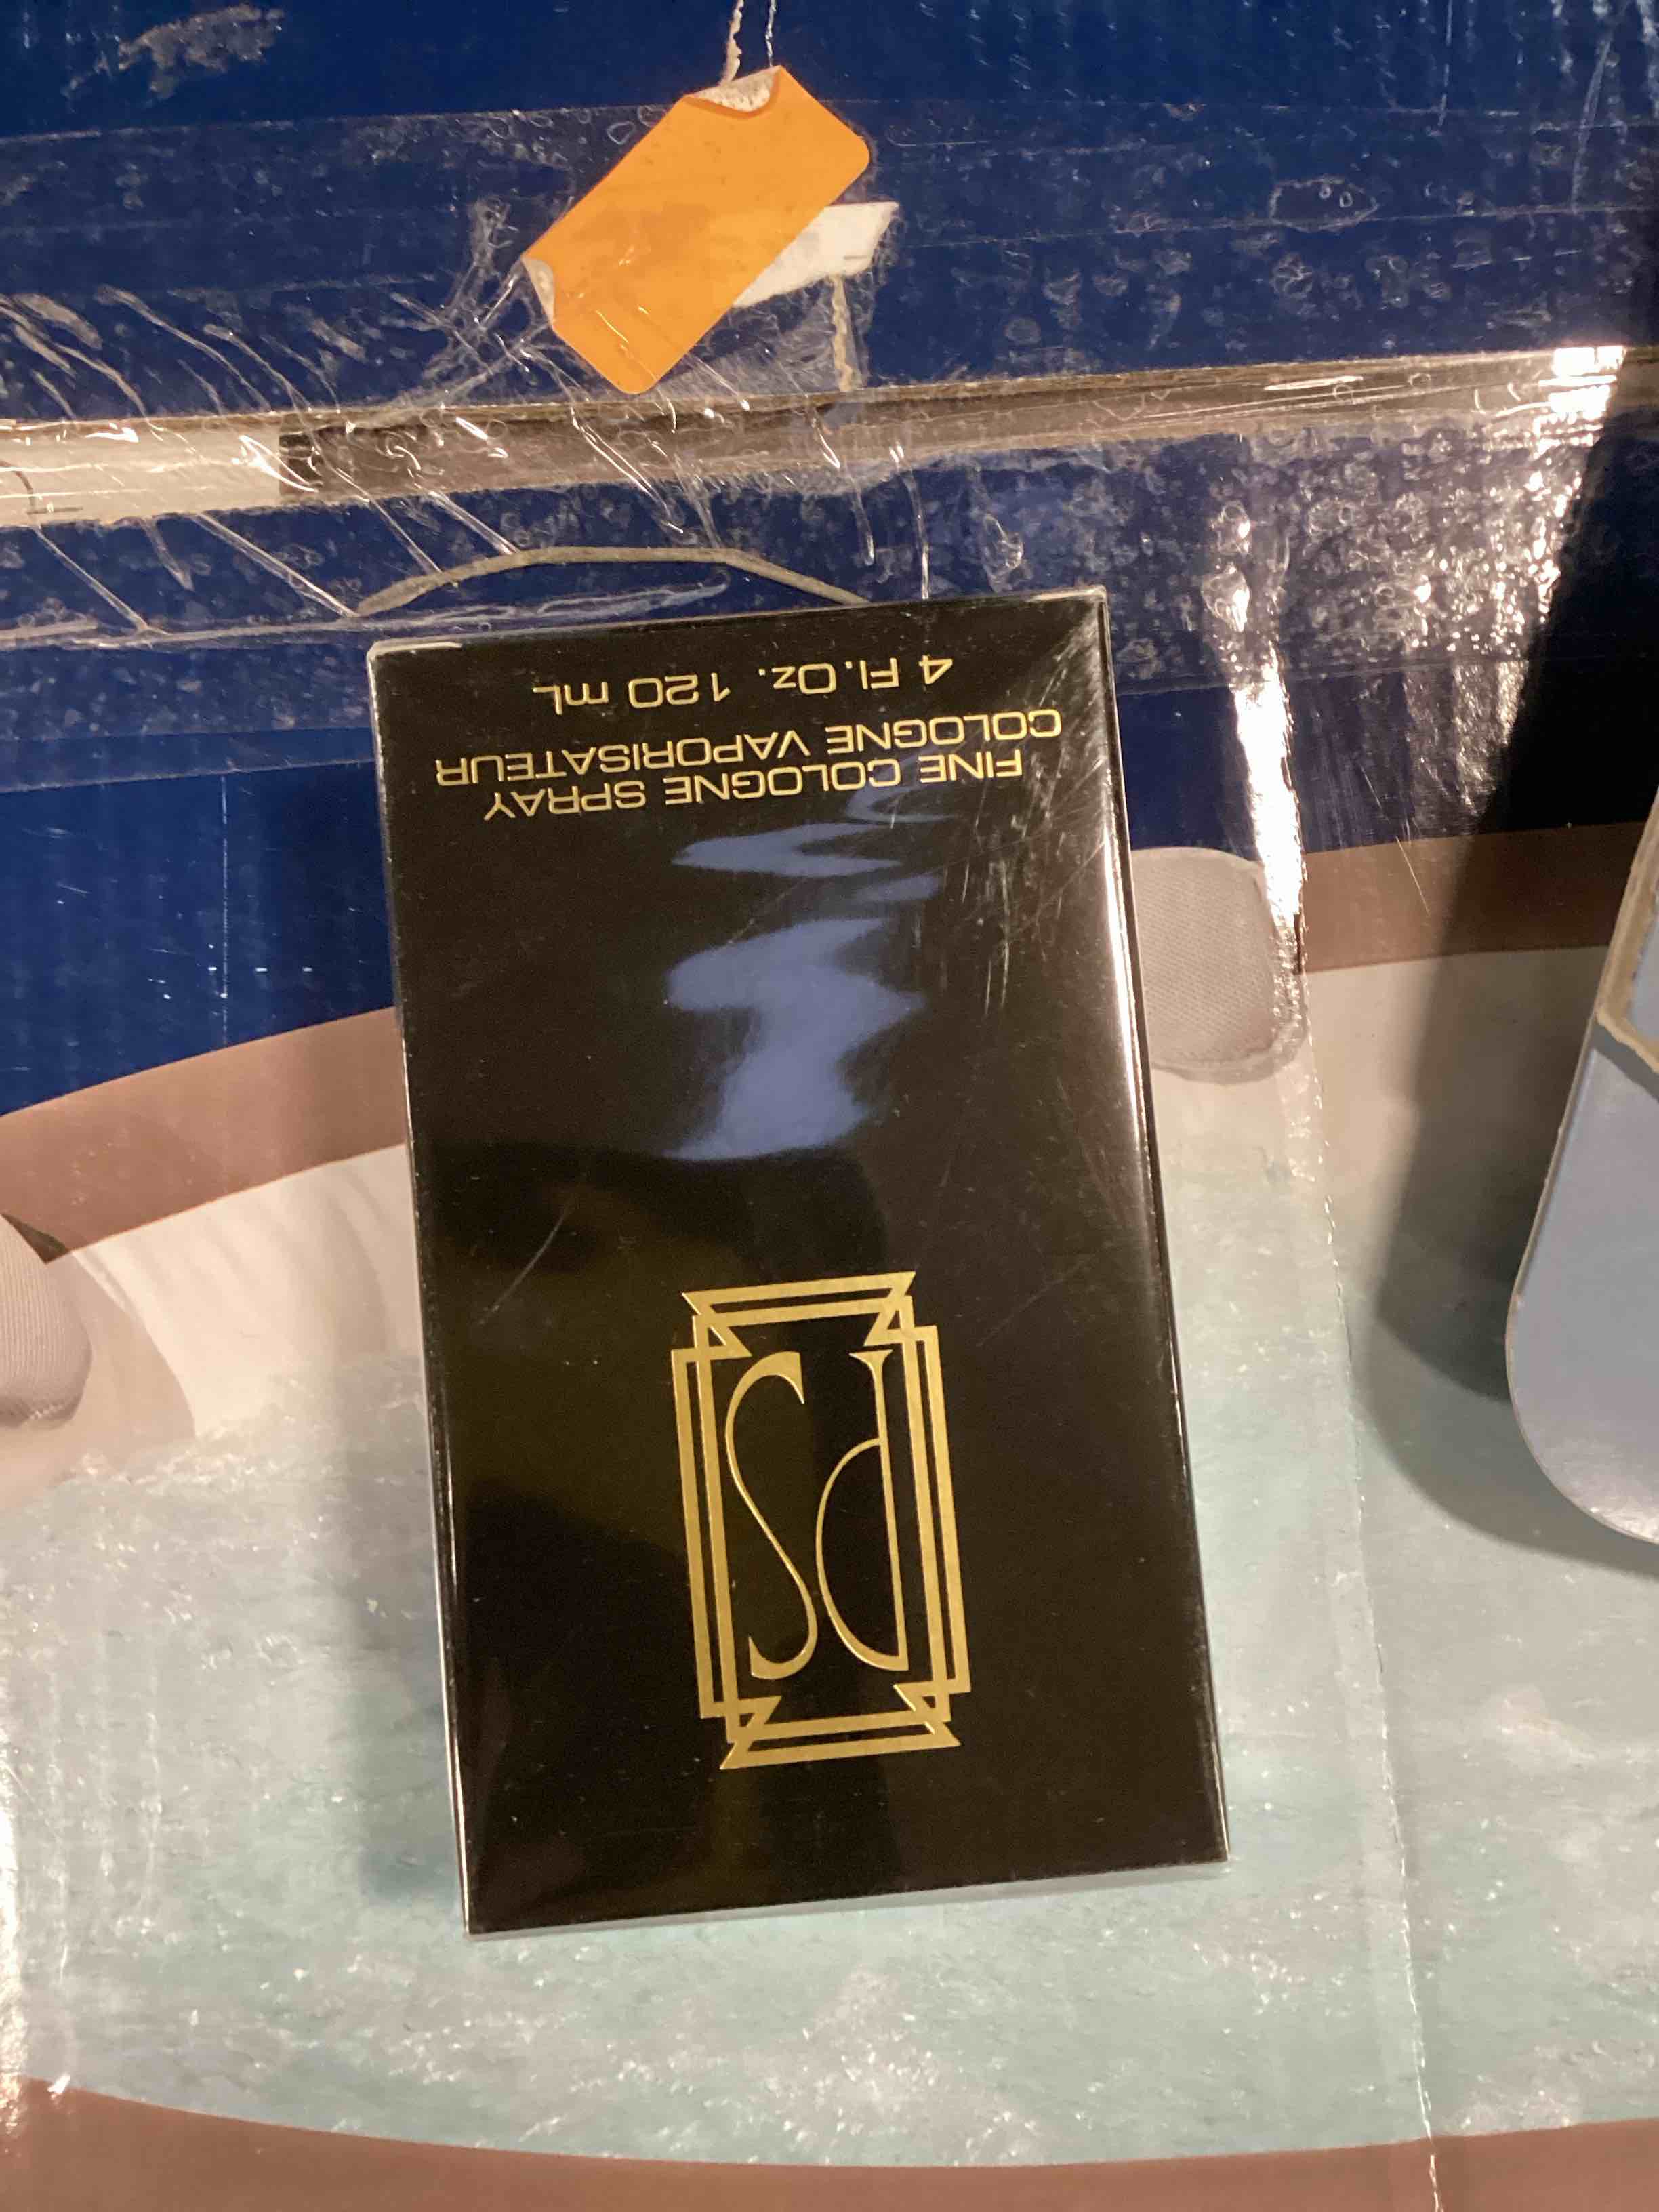 PS
FINE COLOGNE SPRAY
COLOGNE VAPORISATEUR
4 Fl.Oz. 120 mL